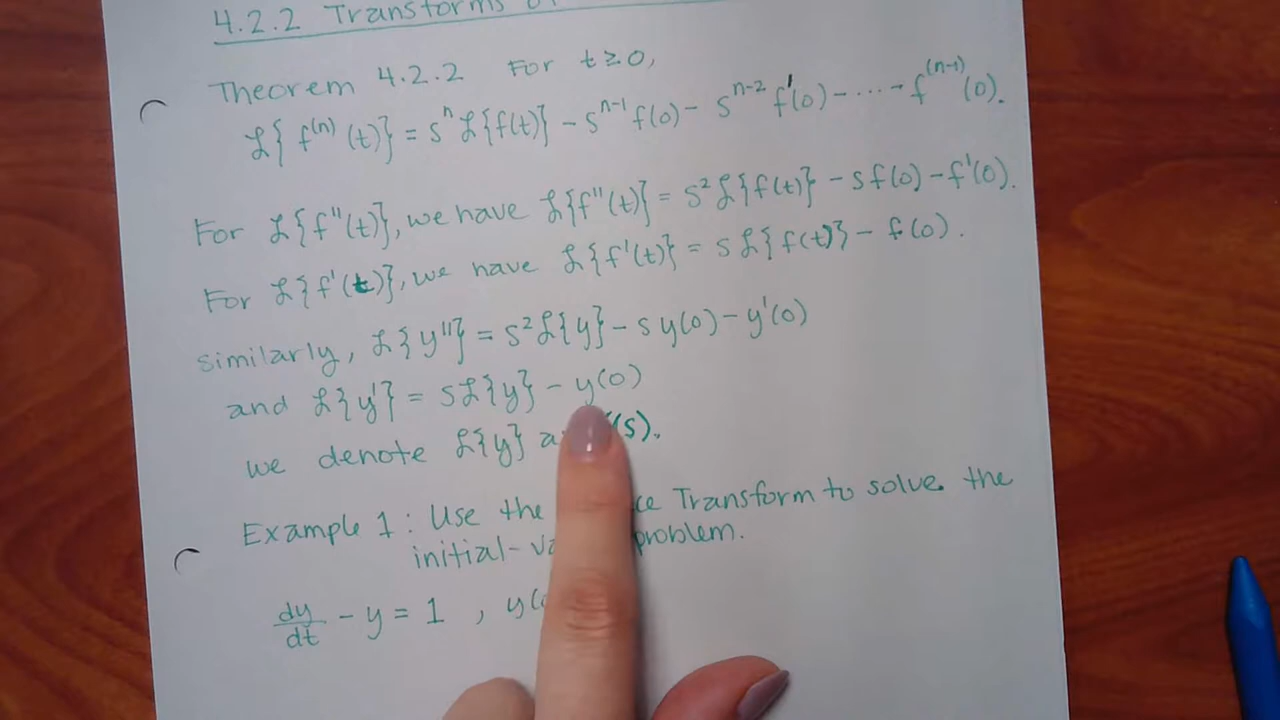 4.2.2 Transforms of
Theorem 4.2.2 For t ≥ 0,
ℒ{f⁽ⁿ⁾(t)} = sⁿℒ{f(t)} - sⁿ⁻¹f(0) - sⁿ⁻²f'(0) - ... - f⁽ⁿ⁻¹⁾(0).
For ℒ{f"(t)}, we have ℒ{f"(t)} = s²ℒ{f(t)} - sf(0) - f'(0).
For ℒ{f'(t)}, we have ℒ{f'(t)} = sℒ{f(t)} - f(0).
similarly, ℒ{y"} = s²ℒ{y} - sy(0) - y'(0)
and ℒ{y'} = sℒ{y} - y(0)
we denote ℒ{y} (s).
Example 1: Use the Transform to solve the
initial- problem.
dy/dt - y = 1 , y(